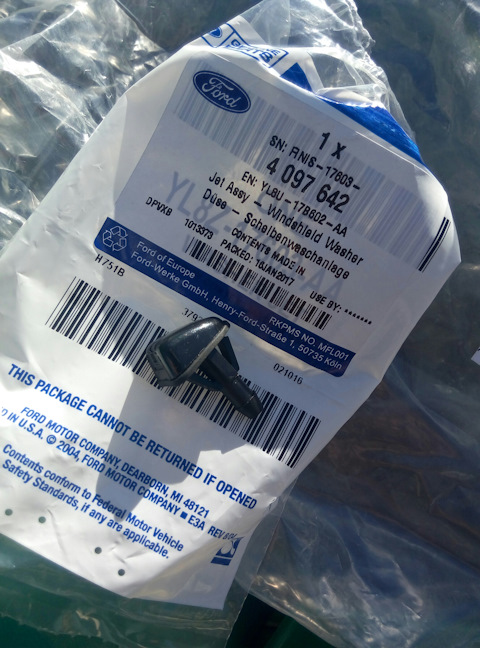 Ford
1 x
SN: RNIS-17603-
4 097 642
EN: YL8U-17B602-AA
Jet Assy - Windshield Washer
Düse - Scheibenwaschanlage
CONTENTS MADE IN
DPVXB 1013373 PACKED: 16JAN2017 USE BY: *******
Ford of Europe RKPMS NO. MFL001
Ford-Werke GmbH, Henry-Ford-Straße 1, 50735 Köln
H751B 021016
THIS PACKAGE CANNOT BE RETURNED IF OPENED
FORD MOTOR COMPANY, DEARBORN, MI 48121
D IN U.S.A. © 2004, FORD MOTOR COMPANY ■ E3A REV
Contents conform to Federal Motor Vehicle
Safety Standards, if any are applicable.